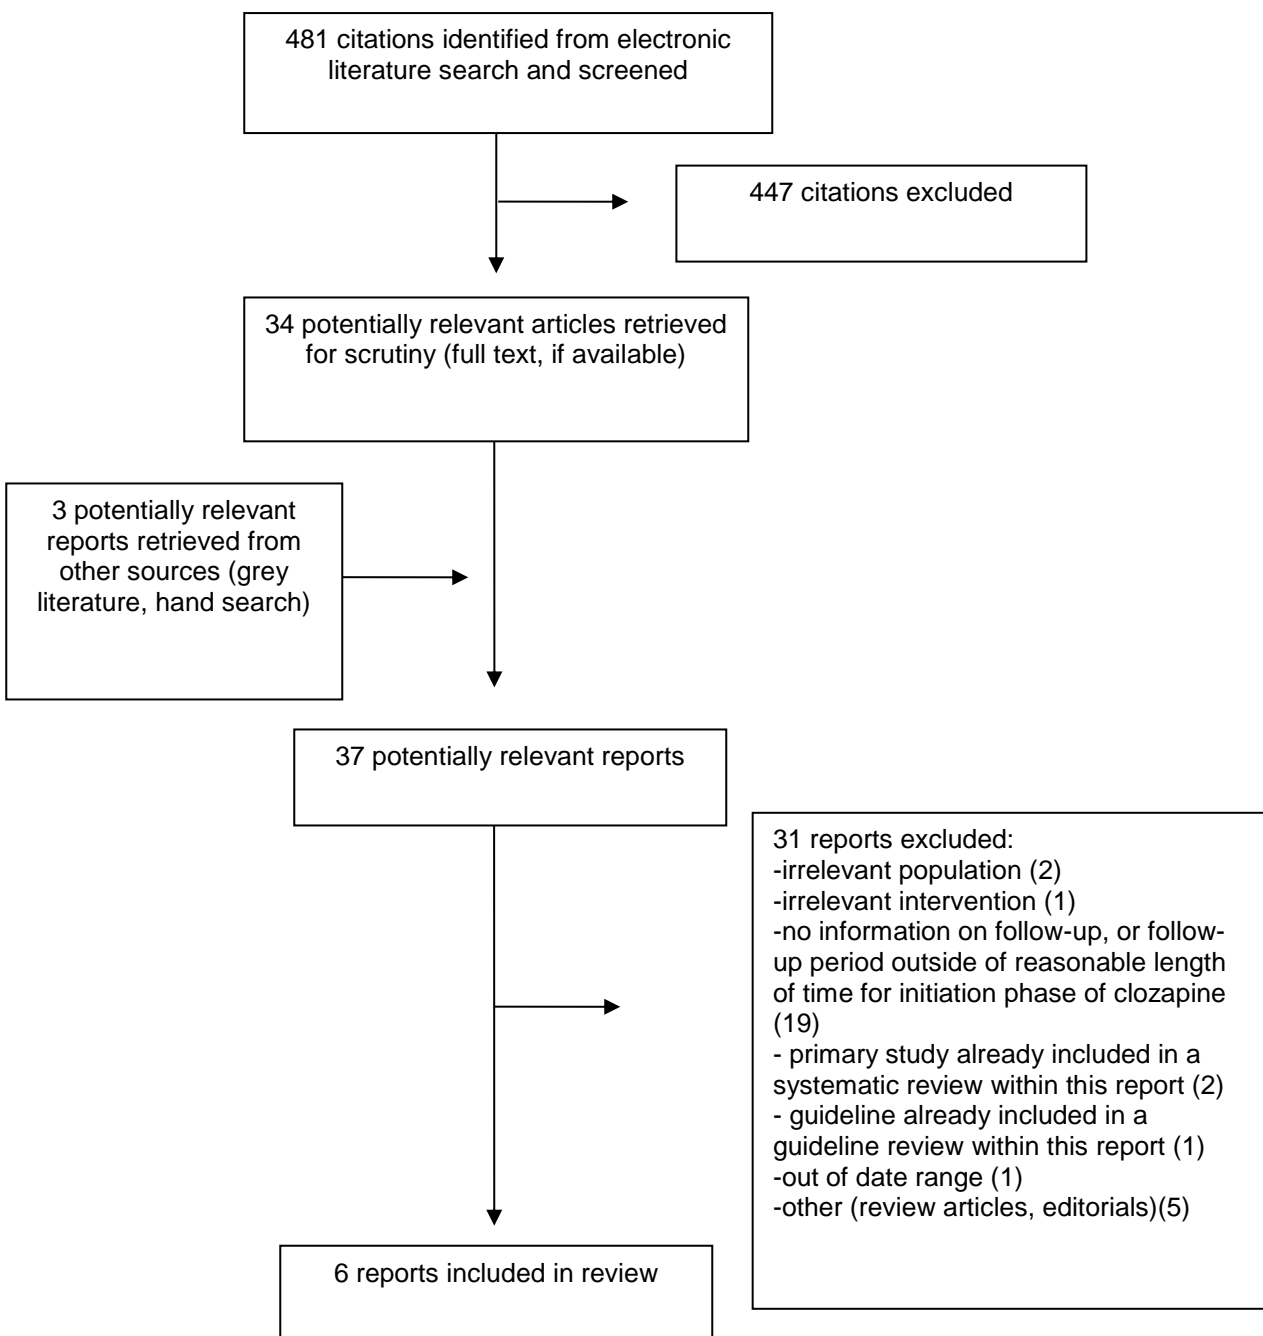 481 citations identified from electronic
literature search and screened
447 citations excluded
34 potentially relevant articles retrieved
for scrutiny (full text, if available)
3 potentially relevant
reports retrieved from
other sources (grey
literature, hand search)
37 potentially relevant reports
31 reports excluded:
-irrelevant population (2)
-irrelevant intervention (1)
-no information on follow-up, or follow-
up period outside of reasonable length
of time for initiation phase of clozapine
(19)
- primary study already included in a
systematic review within this report (2)
- guideline already included in a
guideline review within this report (1)
-out of date range (1)
-other (review articles, editorials)(5)
6 reports included in review